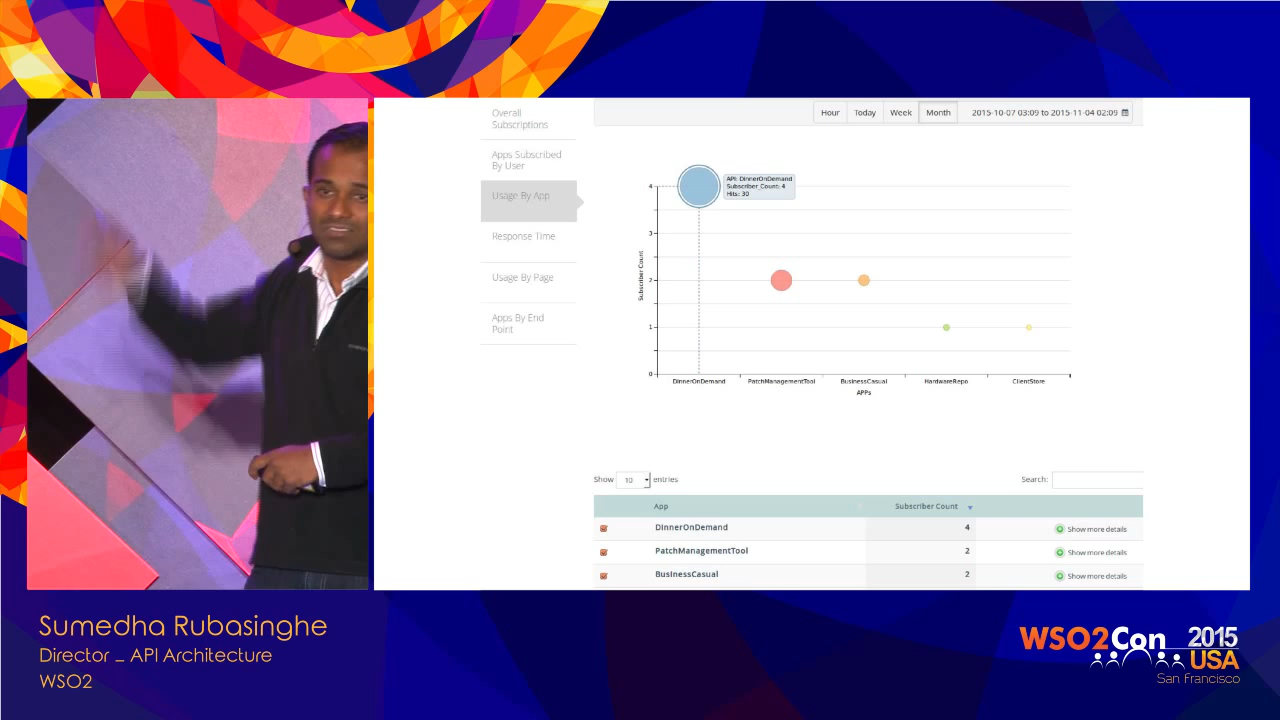 Overall
Subscriptions
Apps Subscribed
By User
Usage By App
Response Time
Usage By Page
Apps By End
Point
Hour Today Week Month 2015-10-07 03:09 to 2015-11-04 02:09
API: DinnerOnDemand
Subscriber_Count: 4
Hits: 30
Subscriber Count
4
3
2
1
0
DinnerOnDemand PatchManagementTool BusinessCasual HardwareRepo ClientStore
APPs
Show 10 entries Search:
App Subscriber Count
DinnerOnDemand 4 Show more details
PatchManagementTool 2 Show more details
BusinessCasual 2 Show more details
Sumedha Rubasinghe
Director _ API Architecture
WSO2
WSO2Con 2015
USA
San Francisco